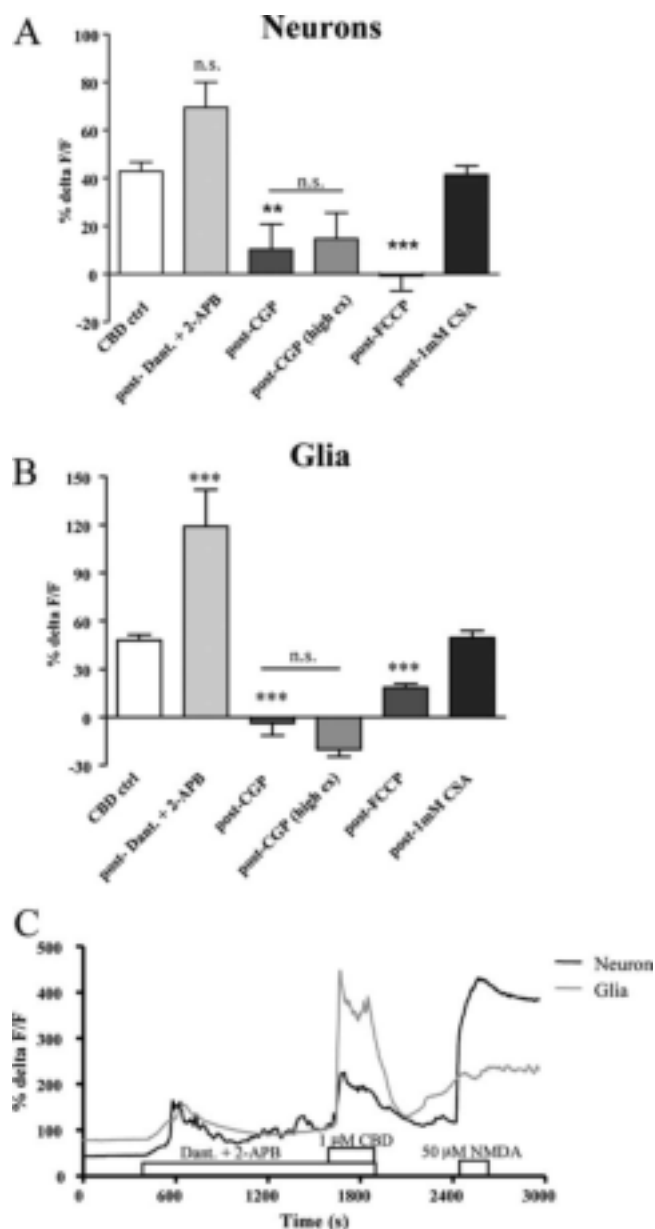 A
Neurons
% delta F/F
100
80
60
40
20
0
-20
n.s.
**
n.s.
***
CBD ctrl
post- Dant. + 2-APB
post-CGP
post-CGP (high ex)
post-FCCP
post-1mM CSA
B
Glia
% delta F/F
150
120
90
60
30
0
-30
***
***
n.s.
***
CBD ctrl
post- Dant. + 2-APB
post-CGP
post-CGP (high ex)
post-FCCP
post-1mM CSA
C
% delta F/F
500
400
300
200
100
0
Neuron
Glia
Dant. + 2-APB
1 µM CBD
50 µM NMDA
0
600
1200
1800
2400
3000
Time (s)